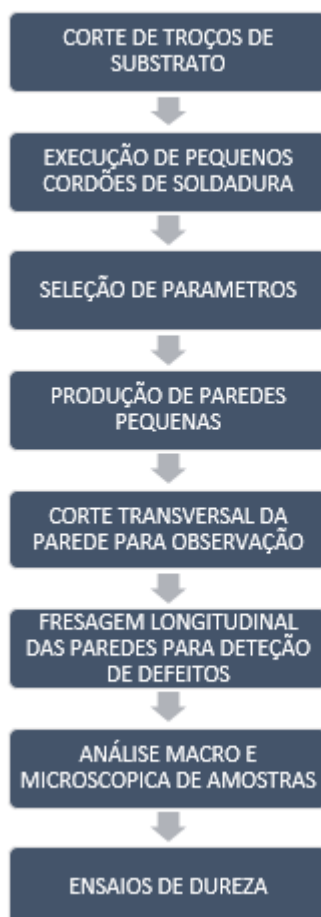 CORTE DE TROÇOS DE
SUBSTRATO
EXECUÇÃO DE PEQUENOS
CORDÕES DE SOLDADURA
SELEÇÃO DE PARAMETROS
PRODUÇÃO DE PAREDES
PEQUENAS
CORTE TRANSVERSAL DA
PAREDE PARA OBSERVAÇÃO
FRESAGEM LONGITUDINAL
DAS PAREDES PARA DETEÇÃO
DE DEFEITOS
ANÁLISE MACRO E
MICROSCOPICA DE AMOSTRAS
ENSAIOS DE DUREZA